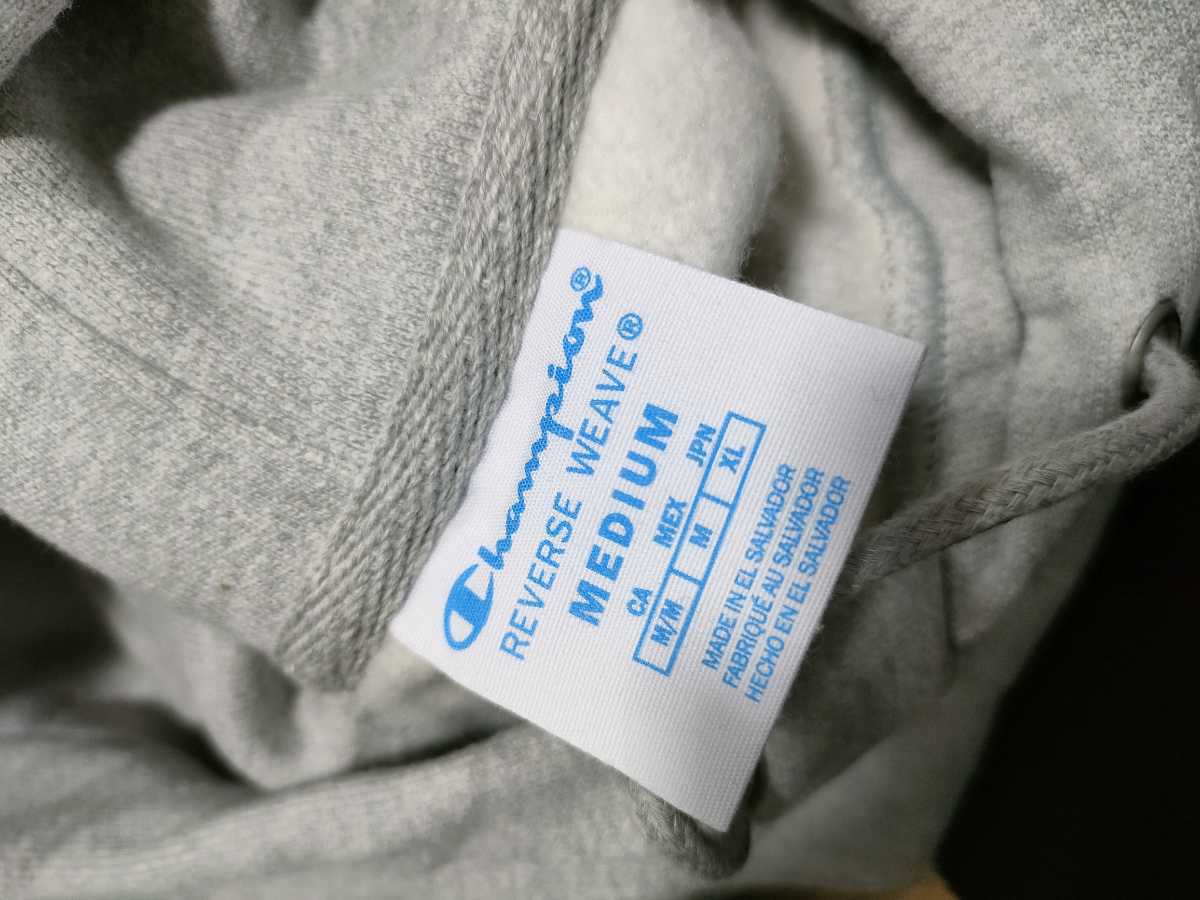 Champion®
REVERSE WEAVE®
MEDIUM
CA MEX JPN
M/M M XL
MADE IN EL SALVADOR
FABRIQUÉ AU SALVADOR
HECHO EN EL SALVADOR